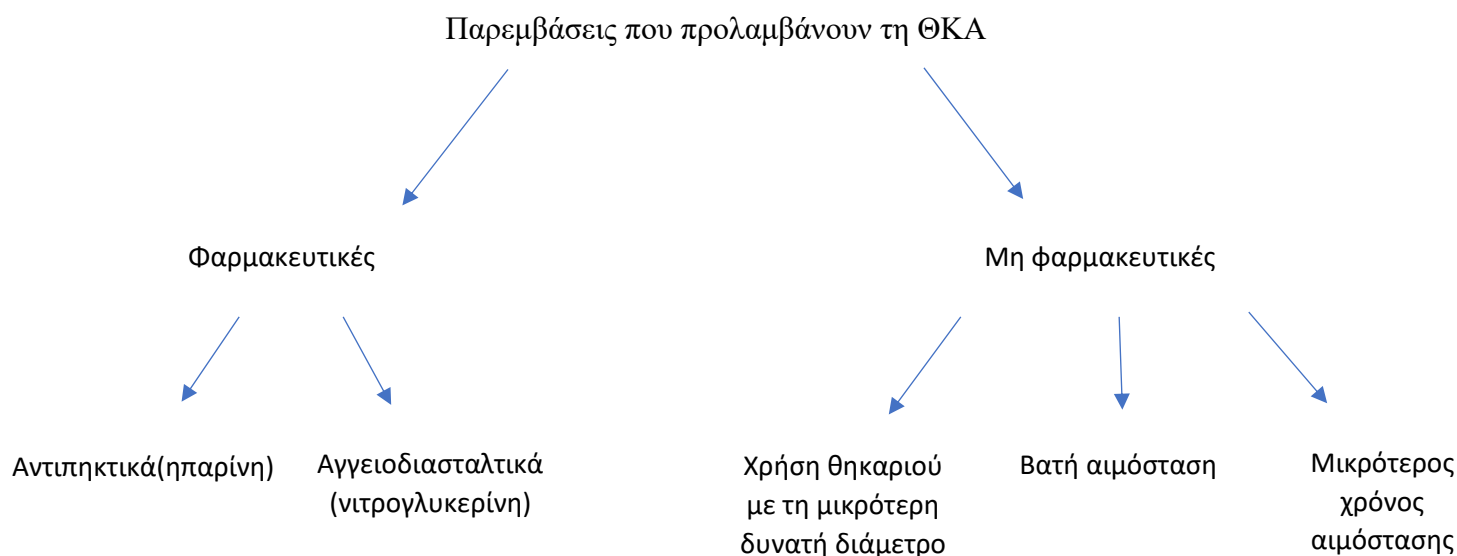 Παρεμβάσεις που προλαμβάνουν τη ΘΚΑ
Φαρμακευτικές
Μη φαρμακευτικές
Αντιπηκτικά(ηπαρίνη)
Αγγειοδιασταλτικά
(νιτρογλυκερίνη)
Χρήση θηκαριού
με τη μικρότερη
δυνατή διάμετρο
Βατή αιμόσταση
Μικρότερος
χρόνος
αιμόστασης